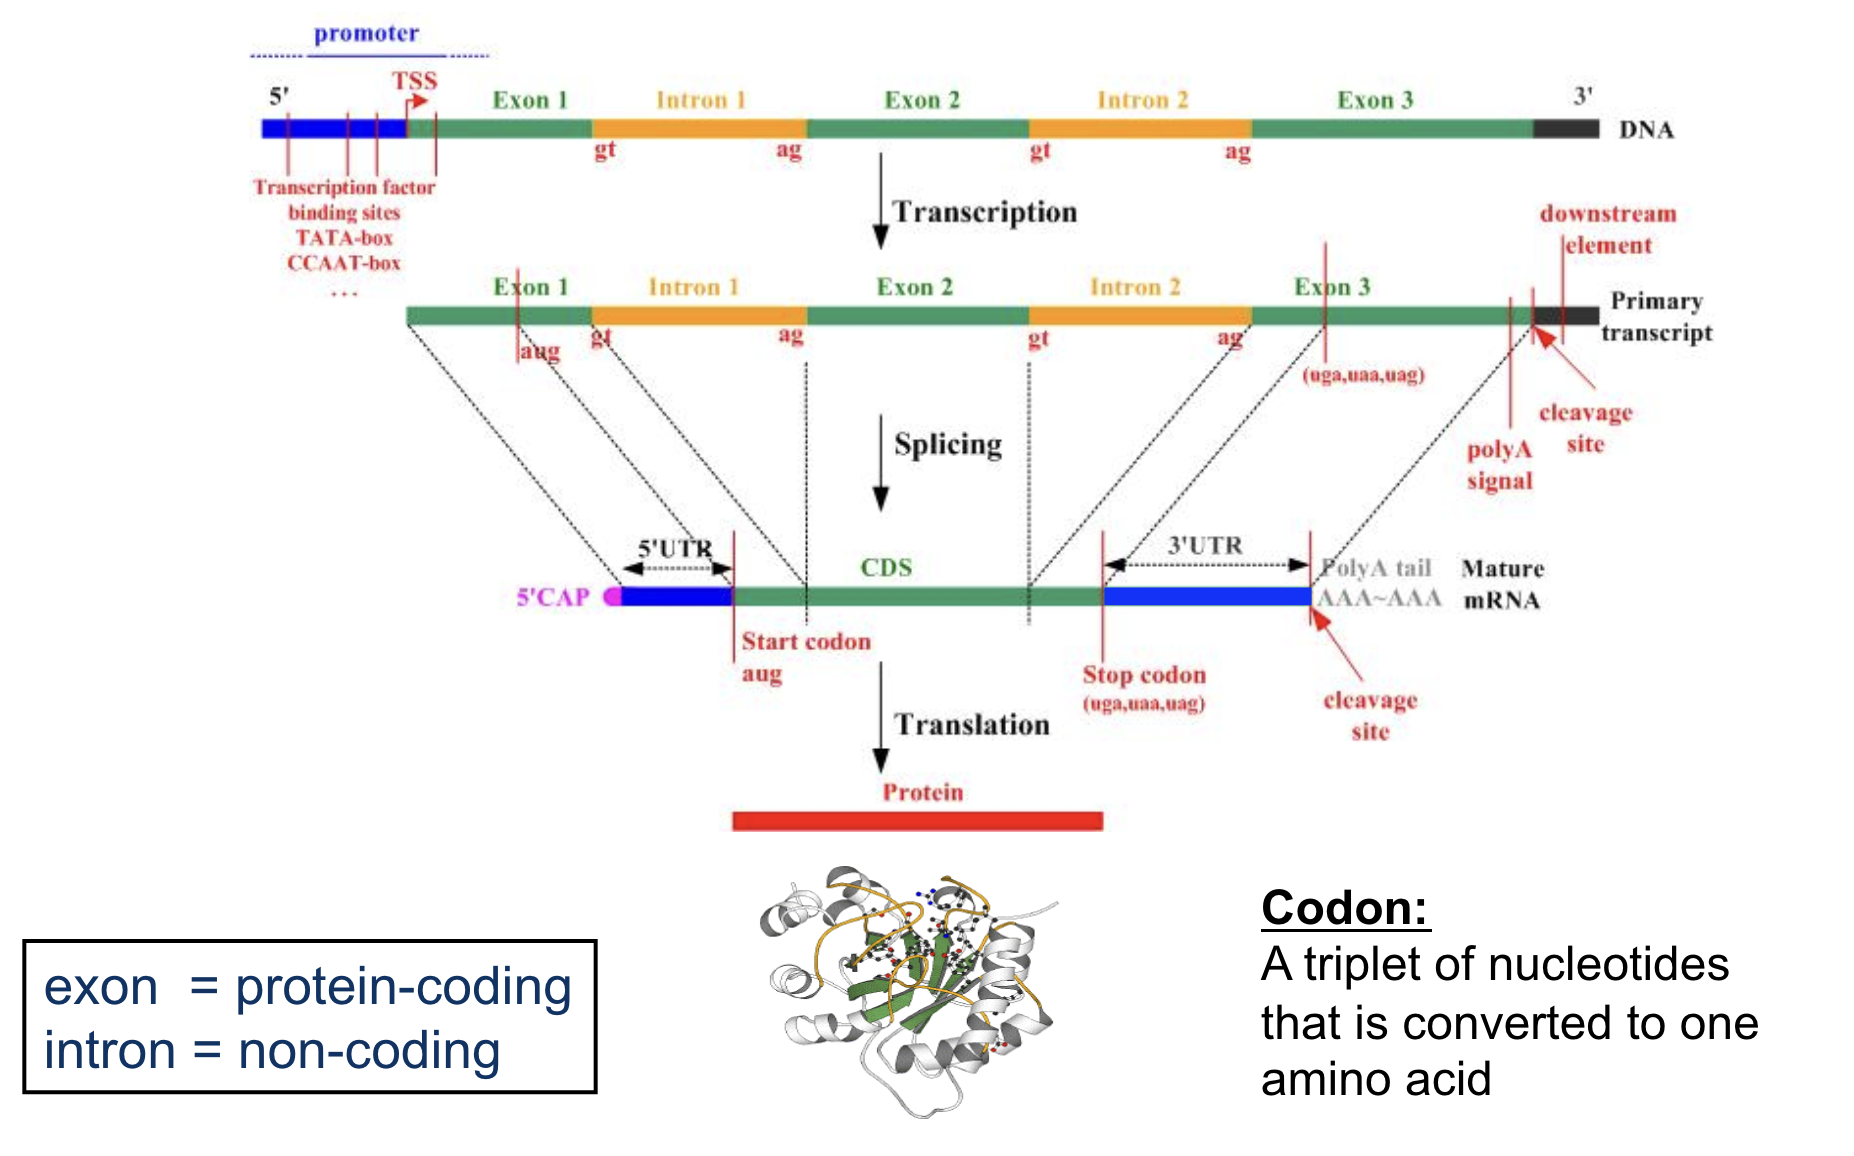 promoter
5'
TSS
Exon 1
Intron 1
Exon 2
Intron 2
Exon 3
3'
DNA
gt
ag
gt
ag
Transcription factor
binding sites
TATA-box
CCAAT-box
...
Transcription
downstream
element
Exon 1
Intron 1
Exon 2
Intron 2
Exon 3
Primary
transcript
aug
gt
ag
gt
ag
(uga,uaa,uag)
cleavage
site
polyA
signal
Splicing
5'UTR
CDS
3'UTR
PolyA tail
Mature
5'CAP
AAA~AAA
mRNA
Start codon
aug
Stop codon
(uga,uaa,uag)
cleavage
site
Translation
Protein
exon = protein-coding
intron = non-coding
Codon:
A triplet of nucleotides
that is converted to one
amino acid